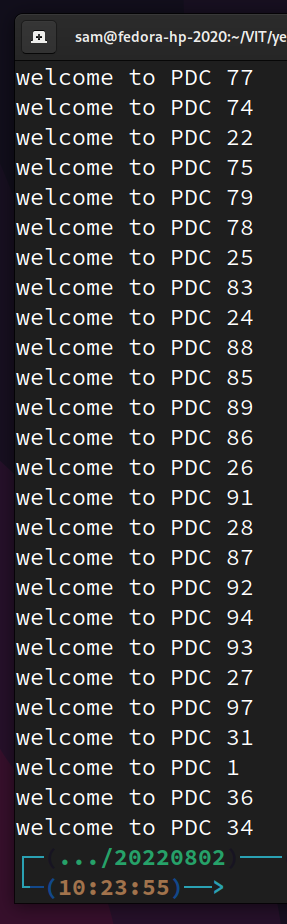 sam@fedora-hp-2020:~/VIT/ye
welcome to PDC 77
welcome to PDC 74
welcome to PDC 22
welcome to PDC 75
welcome to PDC 79
welcome to PDC 78
welcome to PDC 25
welcome to PDC 83
welcome to PDC 24
welcome to PDC 88
welcome to PDC 85
welcome to PDC 89
welcome to PDC 86
welcome to PDC 26
welcome to PDC 91
welcome to PDC 28
welcome to PDC 87
welcome to PDC 92
welcome to PDC 94
welcome to PDC 93
welcome to PDC 27
welcome to PDC 97
welcome to PDC 31
welcome to PDC 1
welcome to PDC 36
welcome to PDC 34
┌─(.../20220802)───
└─(10:23:55)──>